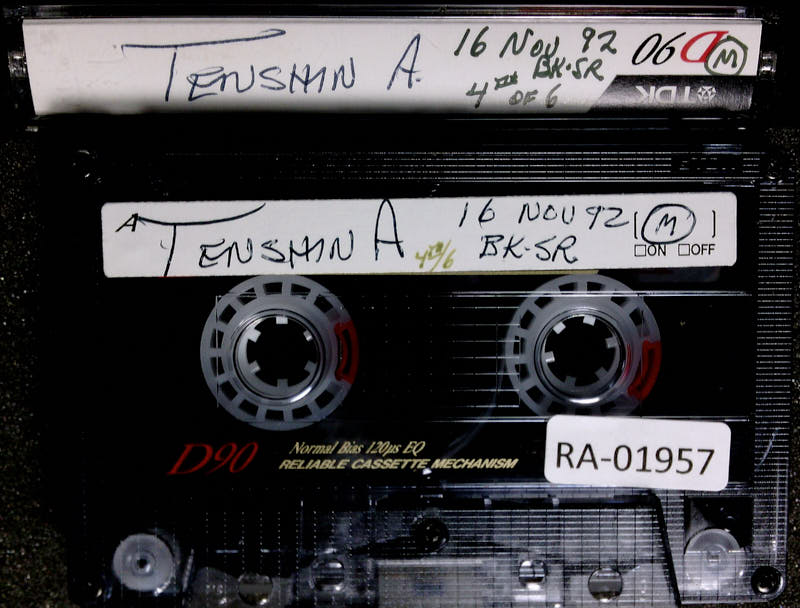 TENSHIN A. 16 NOV 92 D90 M
BK-SR
4TH OF 6 TDK
A TENSHIN A 16 NOV 92 [ M ]
4TH/6 BK-SR □ON □OFF
D90 Normal Bias 120μs EQ
RELIABLE CASSETTE MECHANISM
RA-01957